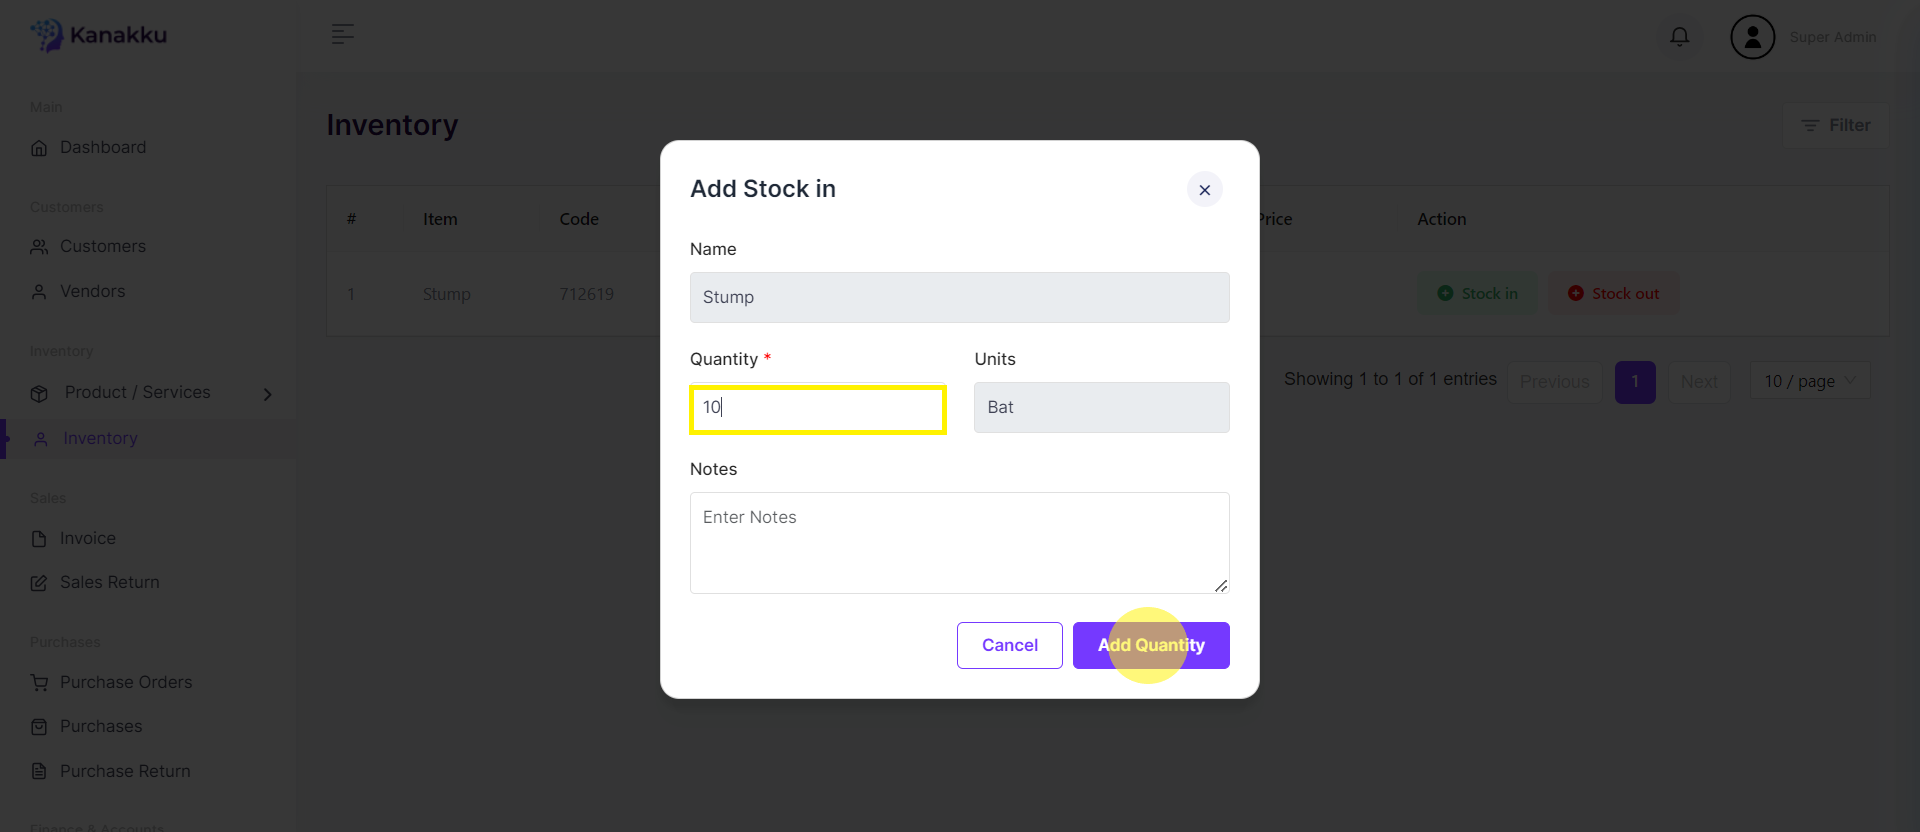 Kanakku
Super Admin
Main
Dashboard
Customers
Customers
Vendors
Inventory
Product / Services
Inventory
Sales
Invoice
Sales Return
Purchases
Purchase Orders
Purchases
Purchase Return
Finance & Accounts
Inventory
Filter
# Item Code Price Action
1 Stump 712619 Stock in Stock out
Showing 1 to 1 of 1 entries Previous 1 Next 10 / page
Add Stock in
Name
Stump
Quantity * Units
10 Bat
Notes
Enter Notes
Cancel Add Quantity